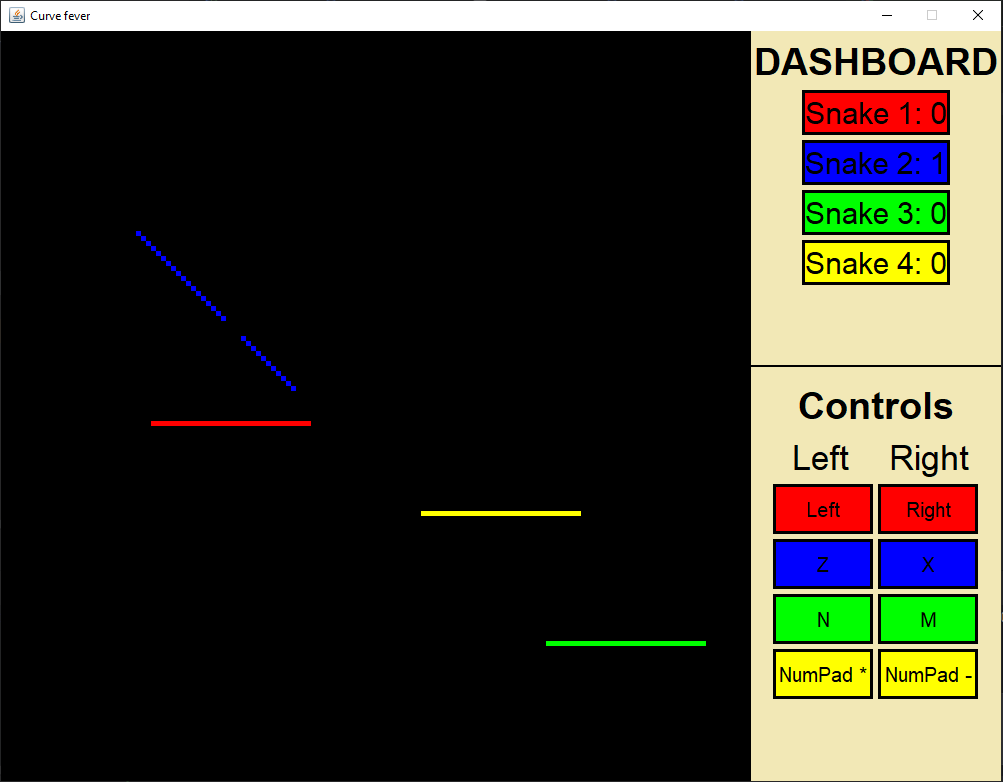 Curve fever
DASHBOARD
Snake 1: 0
Snake 2: 1
Snake 3: 0
Snake 4: 0
Controls
Left Right
Left Right
Z X
N M
NumPad * NumPad -